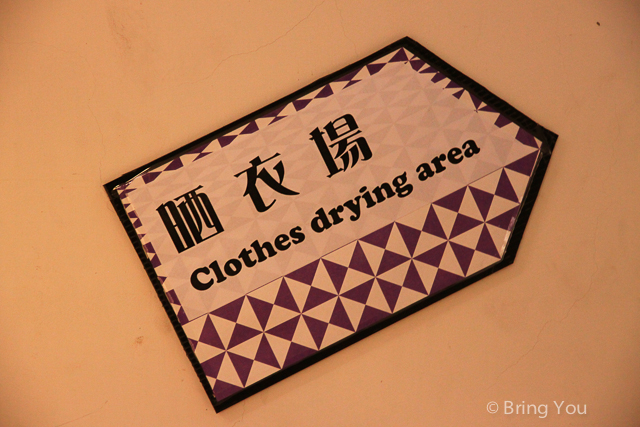 晒衣場
Clothes drying area
© Bring You